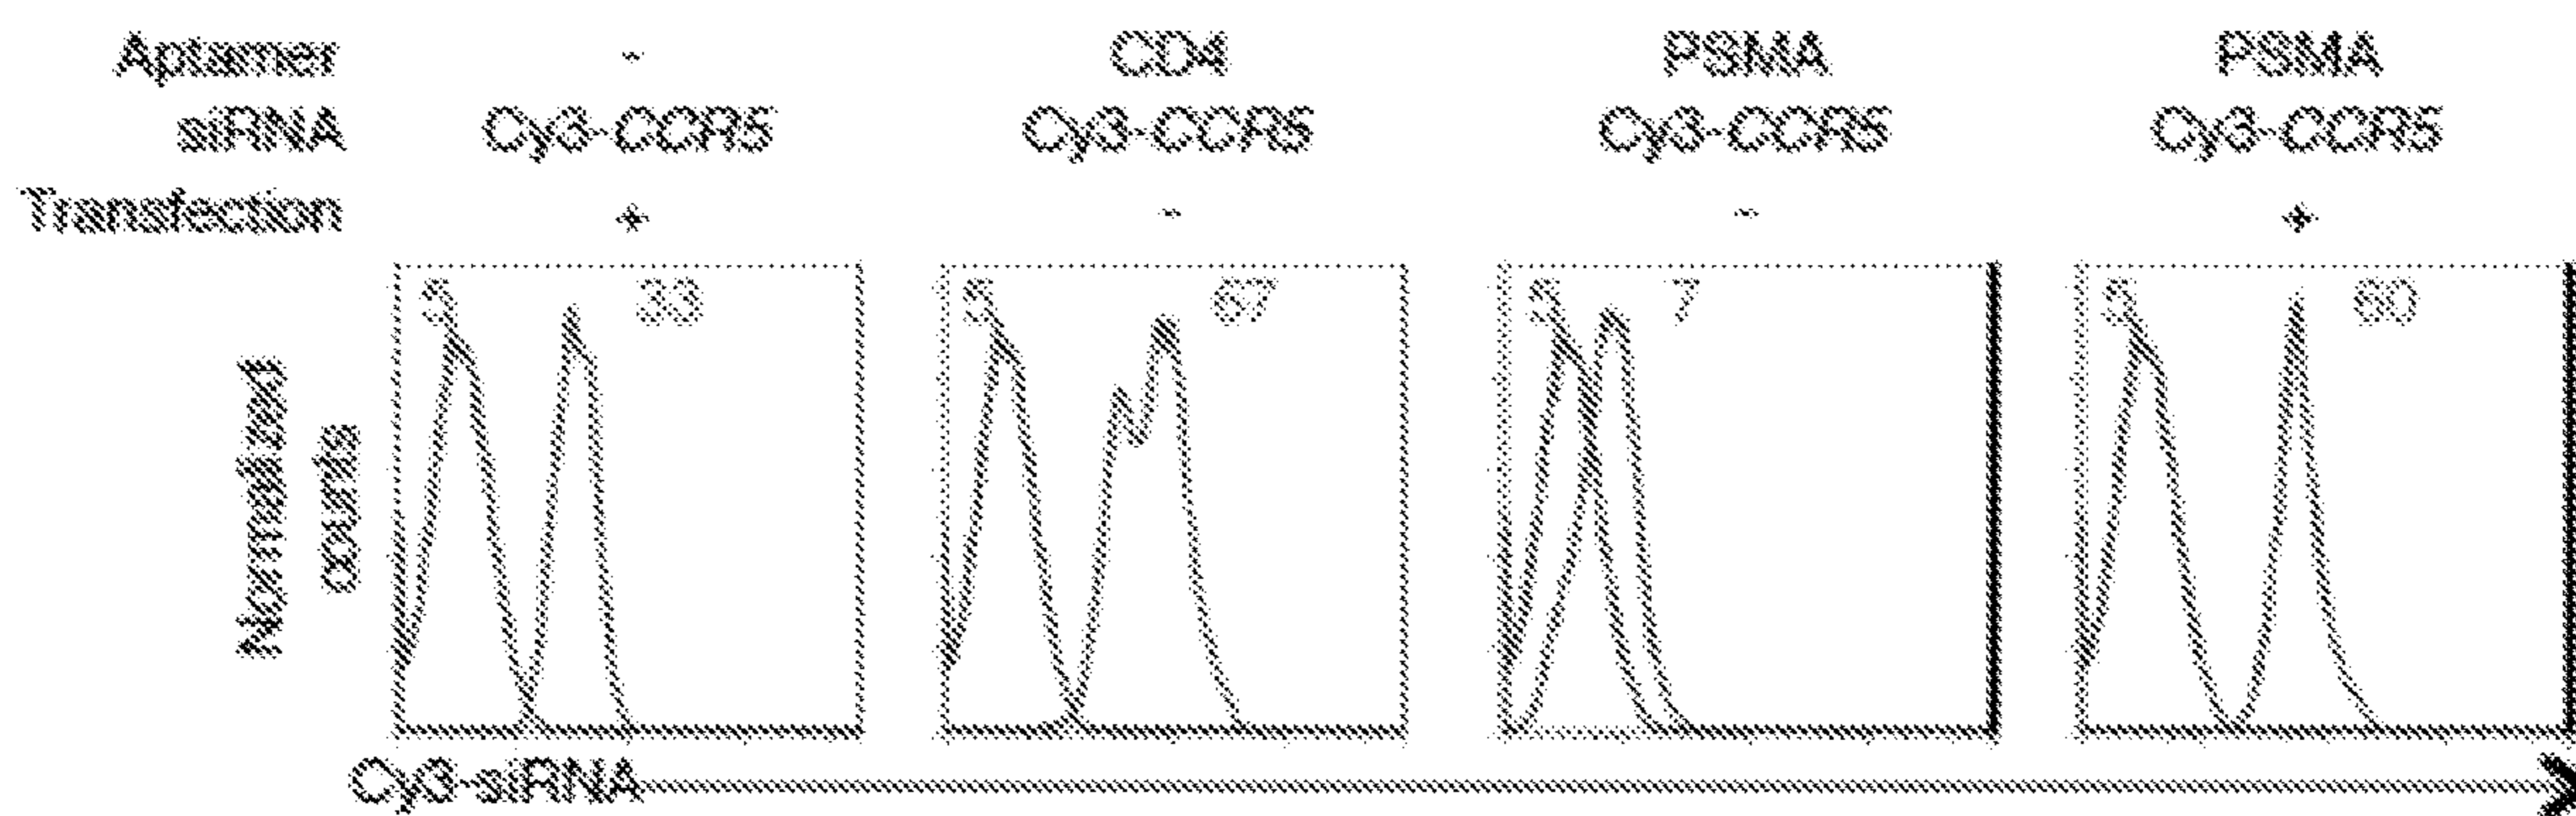 Aptamer - CD4 PSMA PSMA
siRNA Cy3-CCR5 Cy3-CCR5 Cy3-CCR5 Cy3-CCR5
Transfection + - - +
5 33 5 67 5 7 5 60
Normalized
counts
Cy3-siRNA